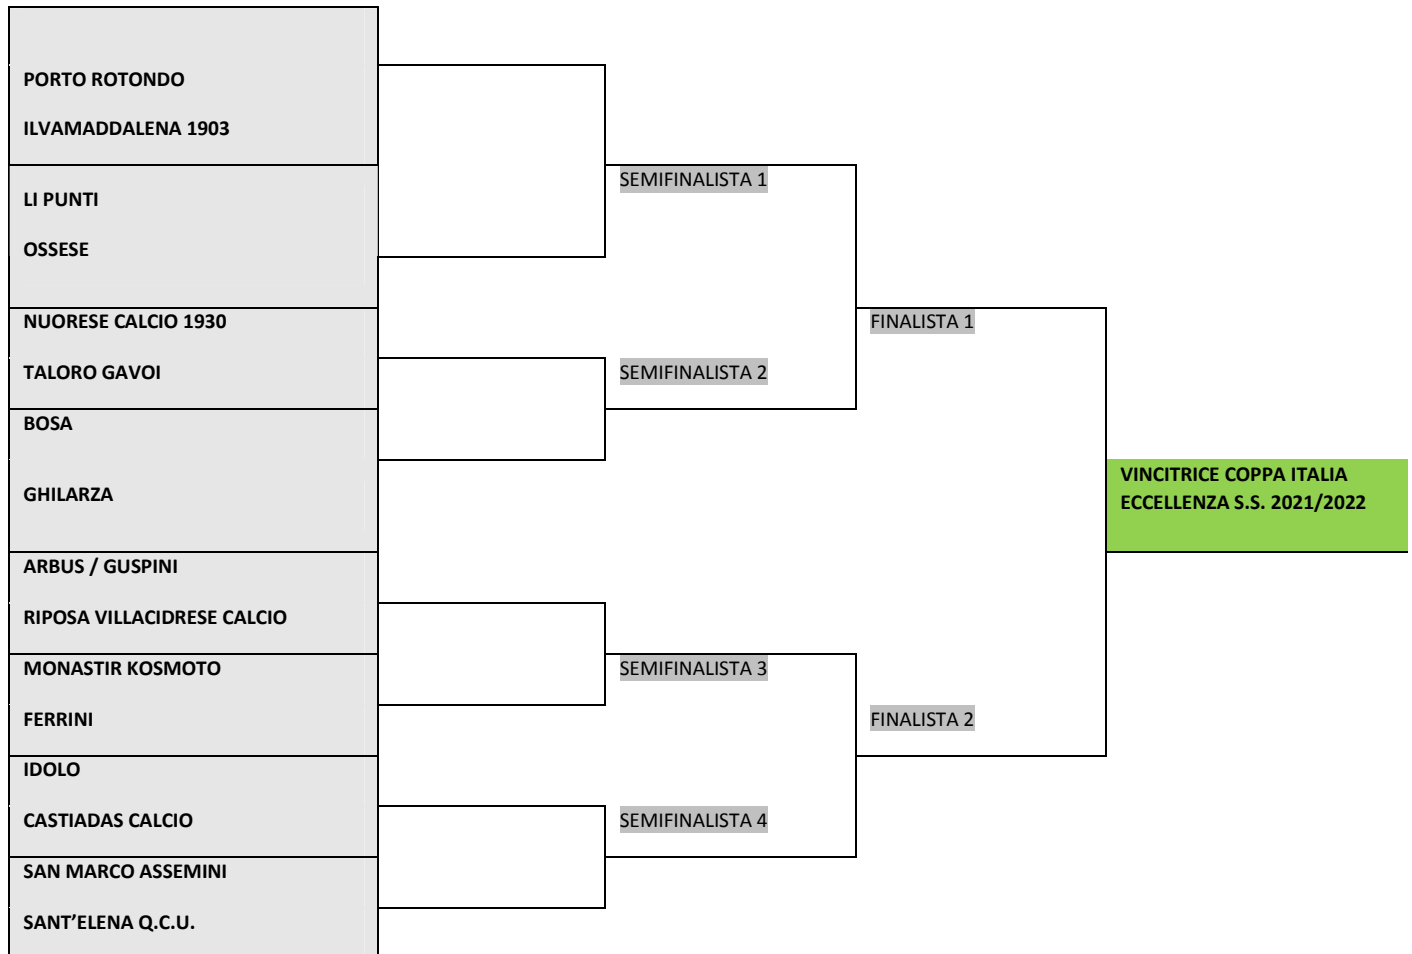 PORTO ROTONDO
ILVAMADDALENA 1903
LI PUNTI
OSSESE
NUORESE CALCIO 1930
TALORO GAVOI
BOSA
GHILARZA
ARBUS / GUSPINI
RIPOSA VILLACIDRESE CALCIO
MONASTIR KOSMOTO
FERRINI
IDOLO
CASTIADAS CALCIO
SAN MARCO ASSEMINI
SANT’ELENA Q.C.U.
SEMIFINALISTA 1
SEMIFINALISTA 2
SEMIFINALISTA 3
SEMIFINALISTA 4
FINALISTA 1
FINALISTA 2
VINCITRICE COPPA ITALIA
ECCELLENZA S.S. 2021/2022